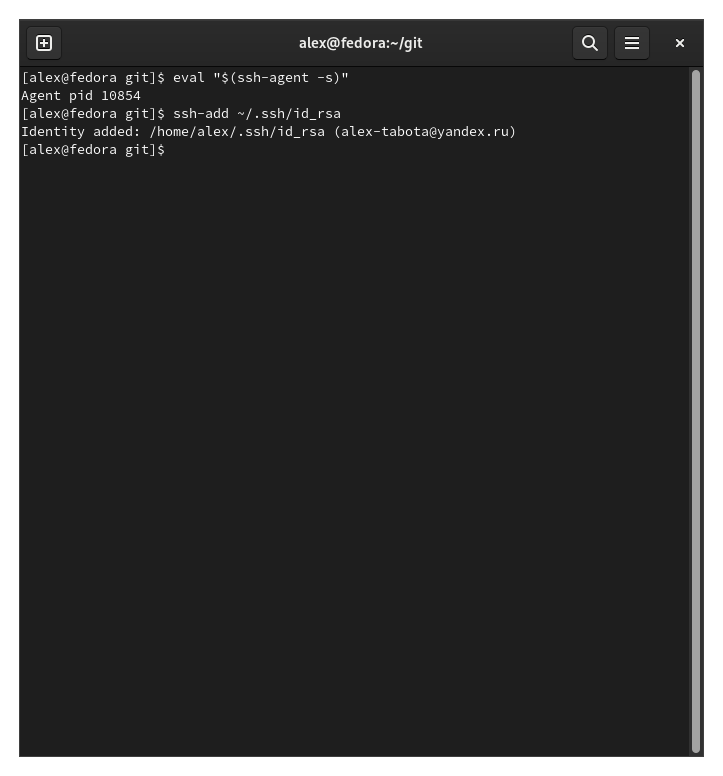 alex@fedora:~/git
[alex@fedora git]$ eval "$(ssh-agent -s)"
Agent pid 10854
[alex@fedora git]$ ssh-add ~/.ssh/id_rsa
Identity added: /home/alex/.ssh/id_rsa (alex-tabota@yandex.ru)
[alex@fedora git]$